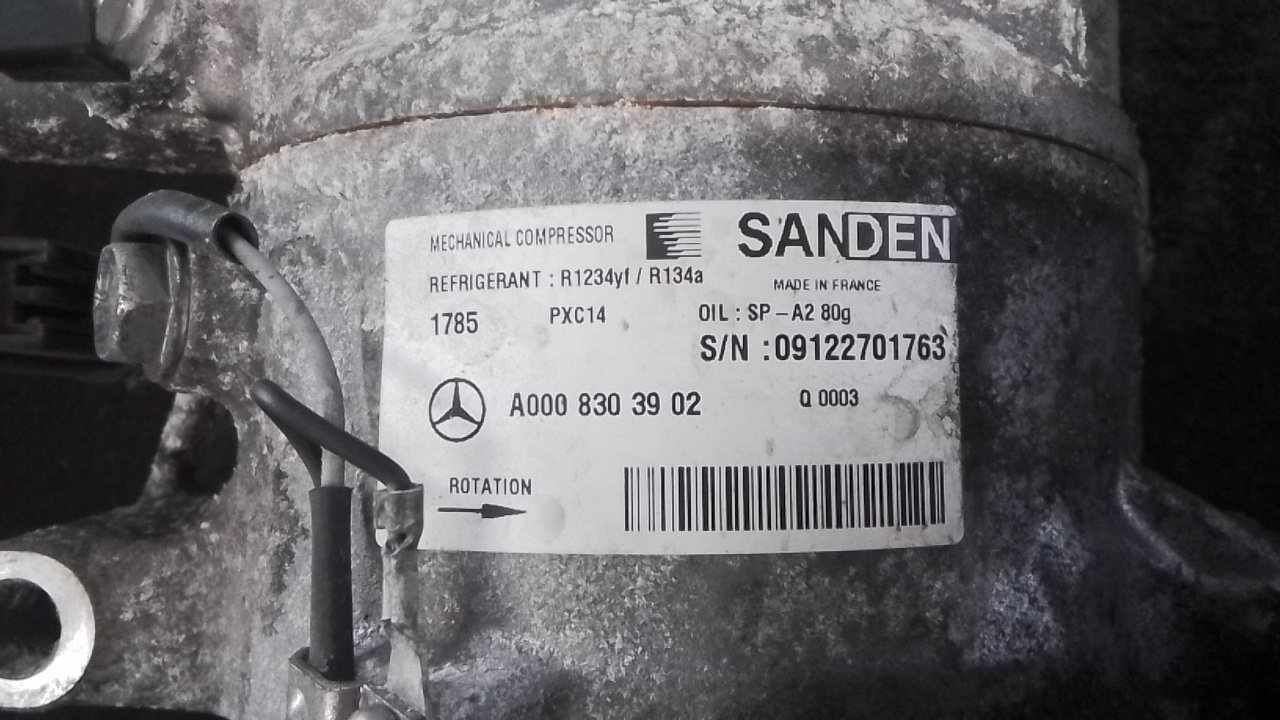 MECHANICAL COMPRESSOR SANDEN
REFRIGERANT : R1234yf / R134a MADE IN FRANCE
1785 PXC14 OIL : SP-A2 80g
S/N : 09122701763
A000 830 39 02 Q 0003
ROTATION